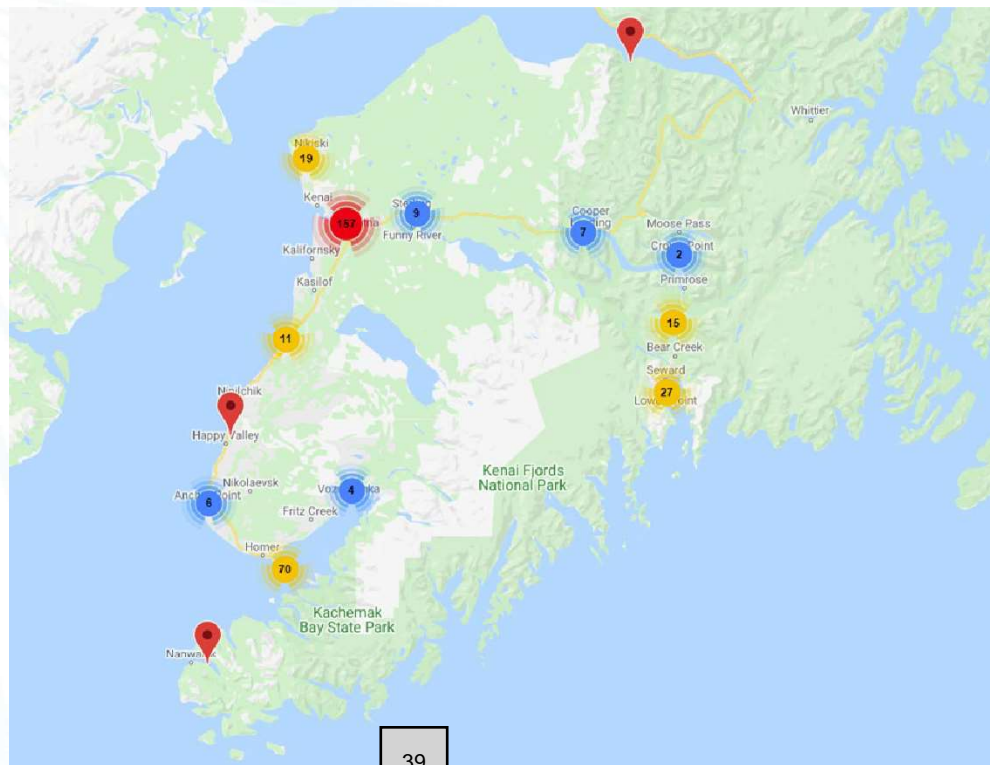 Whittier
Nikiski
19
Kenai
9
157
Funny River
Cooper
7
Moose Pass
2
Kalifornsky
Kasilof
Primrose
11
15
Bear Creek
Seward
27
Ninilchik
Happy Valley
Kenai Fjords
National Park
Nikolaevsk
4
6
Fritz Creek
Homer
70
Kachemak
Bay State Park
39